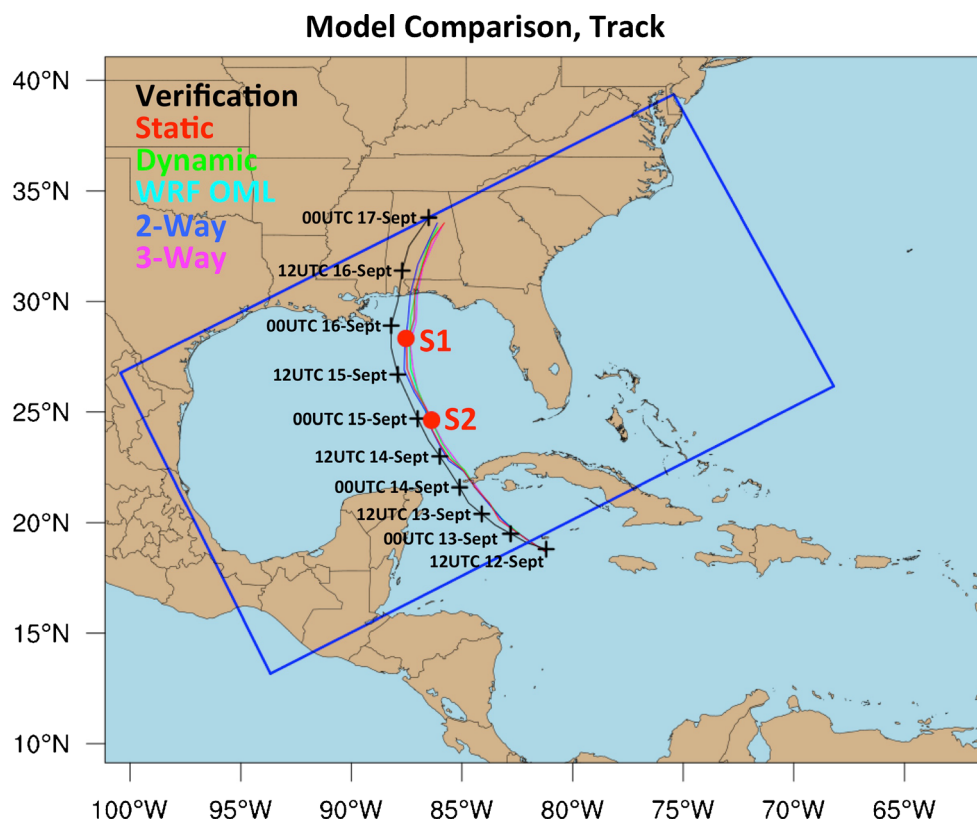 Model Comparison, Track
40°N
Verification
Static
Dynamic
WRF OML
2-Way
3-Way
35°N
00UTC 17-Sept
12UTC 16-Sept
30°N
00UTC 16-Sept
S1
12UTC 15-Sept
25°N
00UTC 15-Sept
S2
12UTC 14-Sept
00UTC 14-Sept
20°N
12UTC 13-Sept
00UTC 13-Sept
12UTC 12-Sept
15°N
10°N
100°W 95°W 90°W 85°W 80°W 75°W 70°W 65°W